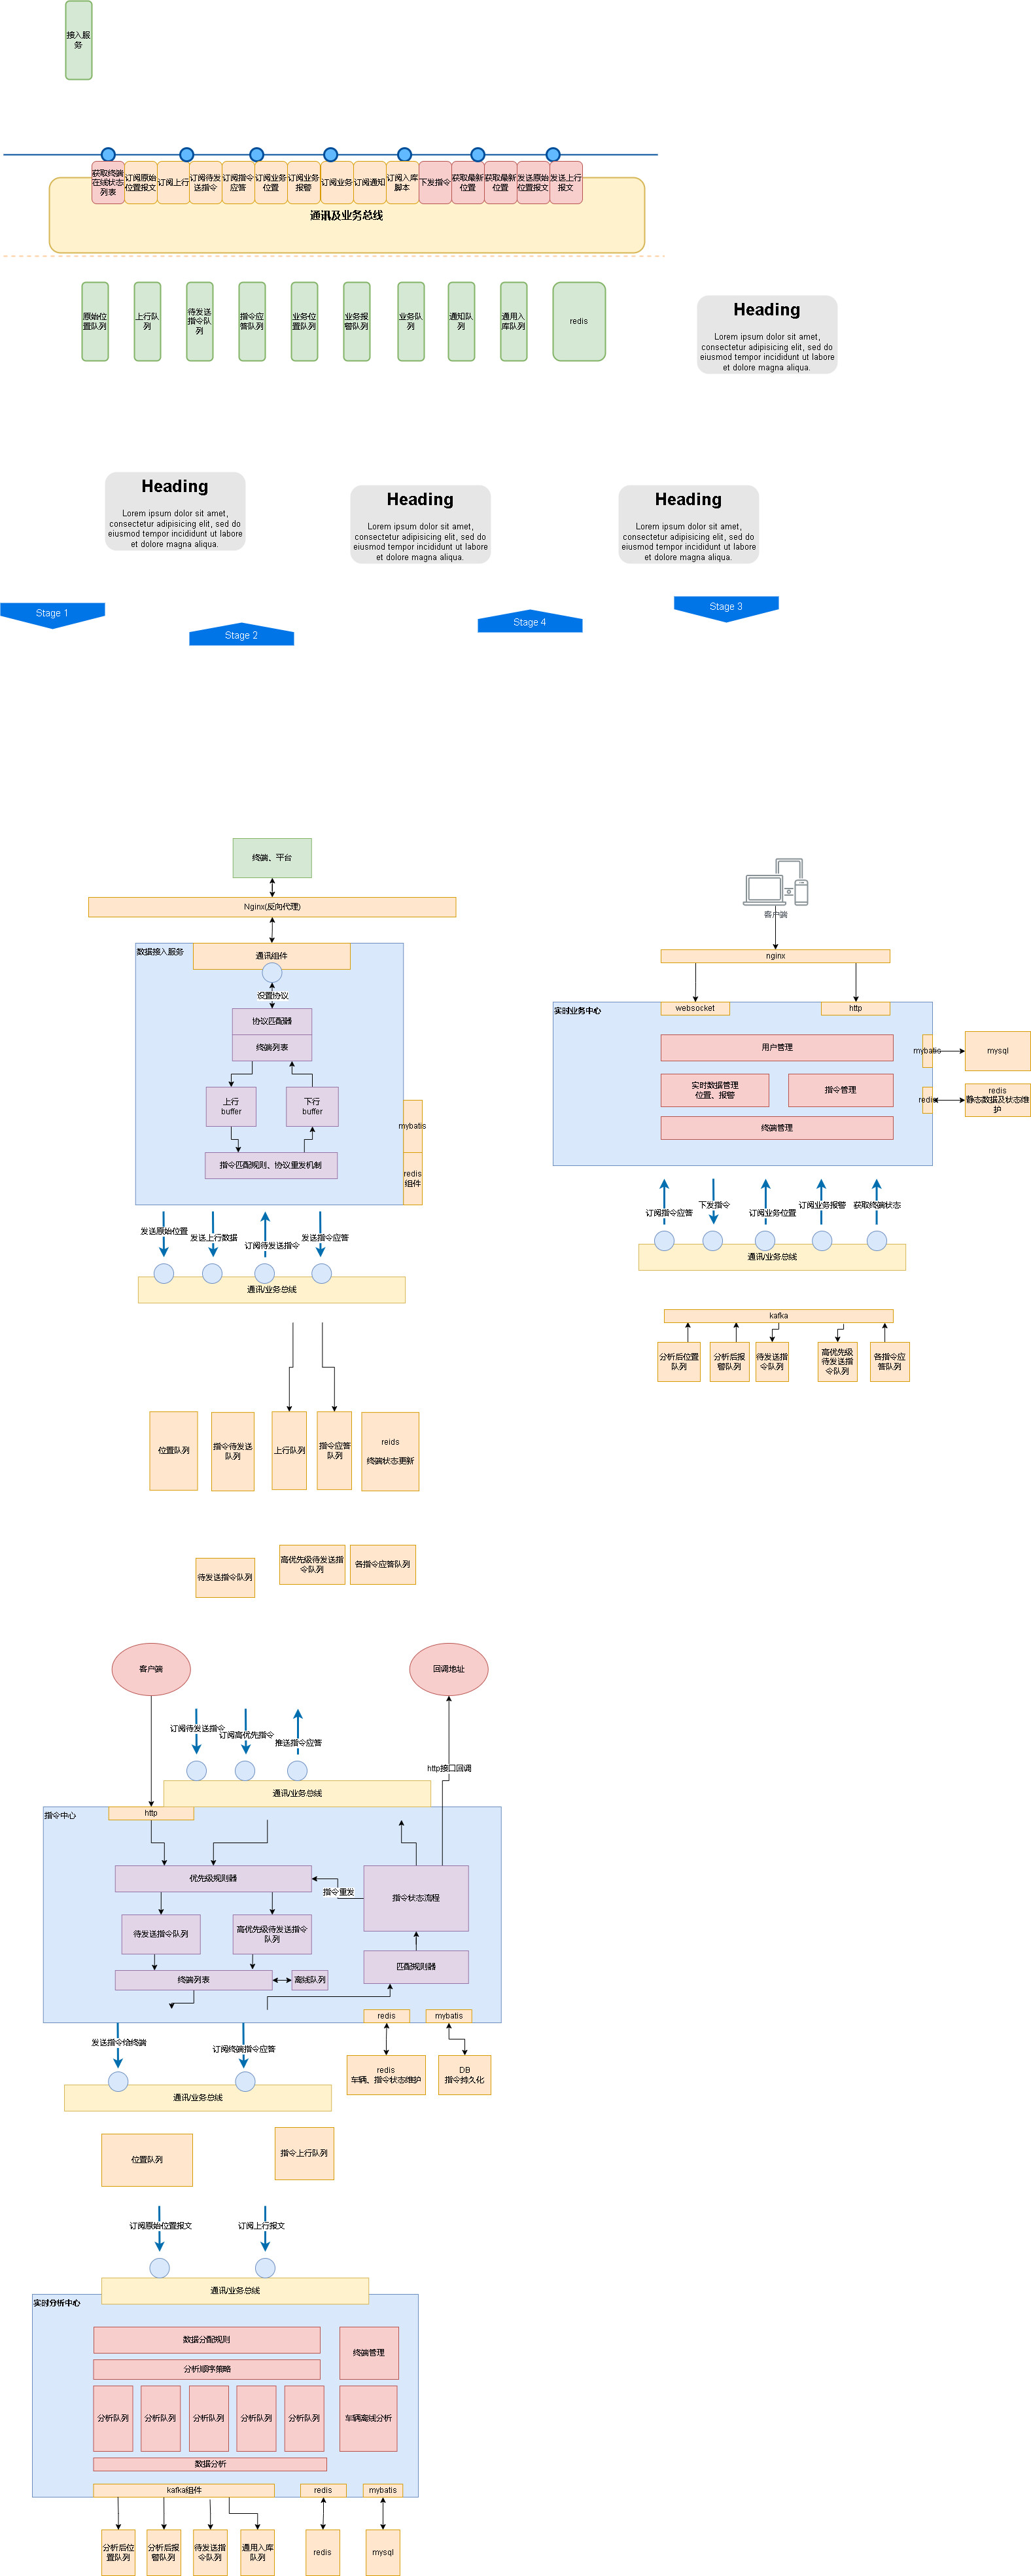 接入服
务
获取终端
在线状态
列表
订阅原始
位置报文
订阅上行
订阅待发
送指令
订阅指令
应答
订阅业务
位置
订阅业务
报警
订阅业务
订阅通知
订阅入库
脚本
下发指令
获取最新
位置
获取最新
位置
发送原始
位置报文
发送上行
报文
通讯及业务总线
原始位
置队列
上行队
列
待发送
指令队
列
指令应
答队列
业务位
置队列
业务报
警队列
业务队
列
通知队
列
通用入
库队列
redis
Heading
Lorem ipsum dolor sit amet,
consectetur adipisicing elit, sed do
eiusmod tempor incididunt ut labore
et dolore magna aliqua.
Heading
Lorem ipsum dolor sit amet,
consectetur adipisicing elit, sed do
eiusmod tempor incididunt ut labore
et dolore magna aliqua.
Heading
Lorem ipsum dolor sit amet,
consectetur adipisicing elit, sed do
eiusmod tempor incididunt ut labore
et dolore magna aliqua.
Heading
Lorem ipsum dolor sit amet,
consectetur adipisicing elit, sed do
eiusmod tempor incididunt ut labore
et dolore magna aliqua.
Stage 1
Stage 2
Stage 4
Stage 3
终端、平台
Nginx(反向代理)
数据接入服务
通讯组件
设置协议
协议匹配器
终端列表
上行
buffer
下行
buffer
指令匹配规则、协议重发机制
mybatis
redis
组件
发送原始位置
发送上行数据
订阅待发送指令
发送指令应答
通讯/业务总线
位置队列
指令待发送
队列
上行队列
指令应答
队列
reids
终端状态更新
待发送指令队列
高优先级待发送指
令队列
各指令应答队列
客户端
nginx
实时业务中心
websocket
http
用户管理
实时数据管理
位置、报警
指令管理
终端管理
mybatis
mysql
redis
redis
静态数据及状态维
护
订阅指令应答
下发指令
订阅业务位置
订阅业务报警
获取终端状态
通讯/业务总线
kafka
分析后位置
队列
分析后报
警队列
待发送指
令队列
高优先级
待发送指
令队列
各指令应
答队列
客户端
回调地址
订阅待发送指令
订阅高优先指令
推送指令应答
http接口回调
通讯/业务总线
指令中心
http
优先级规则器
指令重发
指令状态流程
待发送指令队列
高优先级待发送指令
队列
匹配规则器
终端列表
离线队列
redis
mybatis
发送指令给终端
订阅终端指令应答
redis
车辆、指令状态维护
DB
指令持久化
通讯/业务总线
位置队列
指令上行队列
订阅原始位置报文
订阅上行报文
通讯/业务总线
实时分析中心
数据分配规则
终端管理
分析顺序策略
分析队列
分析队列
分析队列
分析队列
分析队列
车辆离线分析
数据分析
kafka组件
redis
mybatis
分析后位
置队列
分析后报
警队列
待发送指
令队列
通用入库
队列
redis
mysql